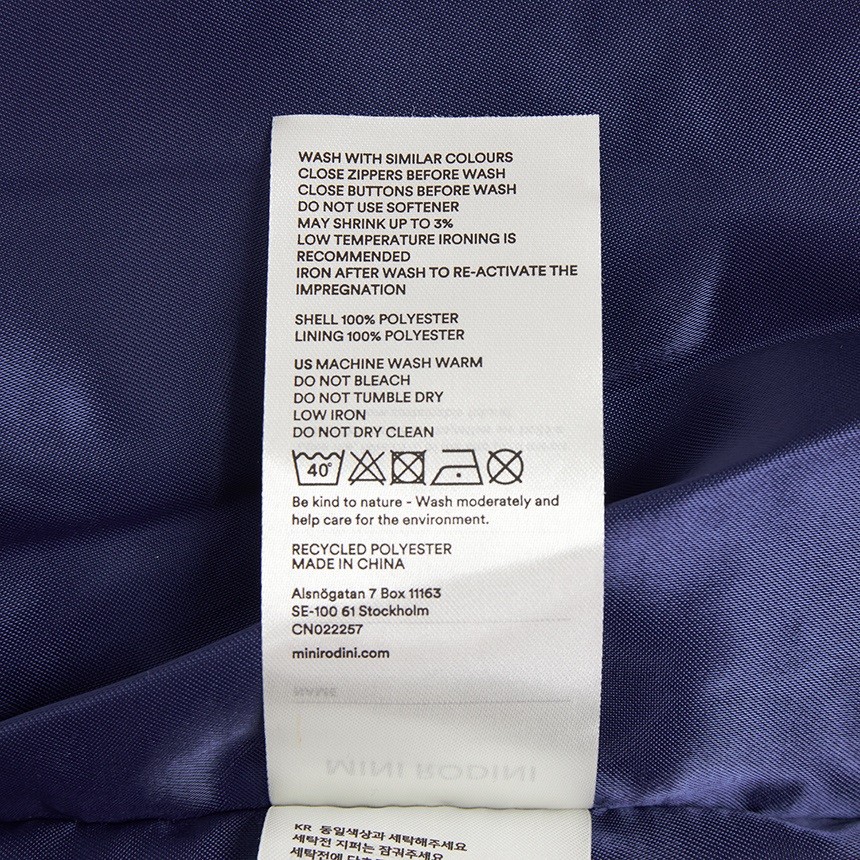 WASH WITH SIMILAR COLOURS
CLOSE ZIPPERS BEFORE WASH
CLOSE BUTTONS BEFORE WASH
DO NOT USE SOFTENER
MAY SHRINK UP TO 3%
LOW TEMPERATURE IRONING IS
RECOMMENDED
IRON AFTER WASH TO RE-ACTIVATE THE
IMPREGNATION
SHELL 100% POLYESTER
LINING 100% POLYESTER
US MACHINE WASH WARM
DO NOT BLEACH
DO NOT TUMBLE DRY
LOW IRON
DO NOT DRY CLEAN
40°
Be kind to nature - Wash moderately and
help care for the environment.
RECYCLED POLYESTER
MADE IN CHINA
Alsnögatan 7 Box 11163
SE-100 61 Stockholm
CN022257
minirodini.com
NAME
MINI RODINI
KR 동일색상과 세탁해주세요
세탁전 지퍼는 잠궈주세요
세탁전에